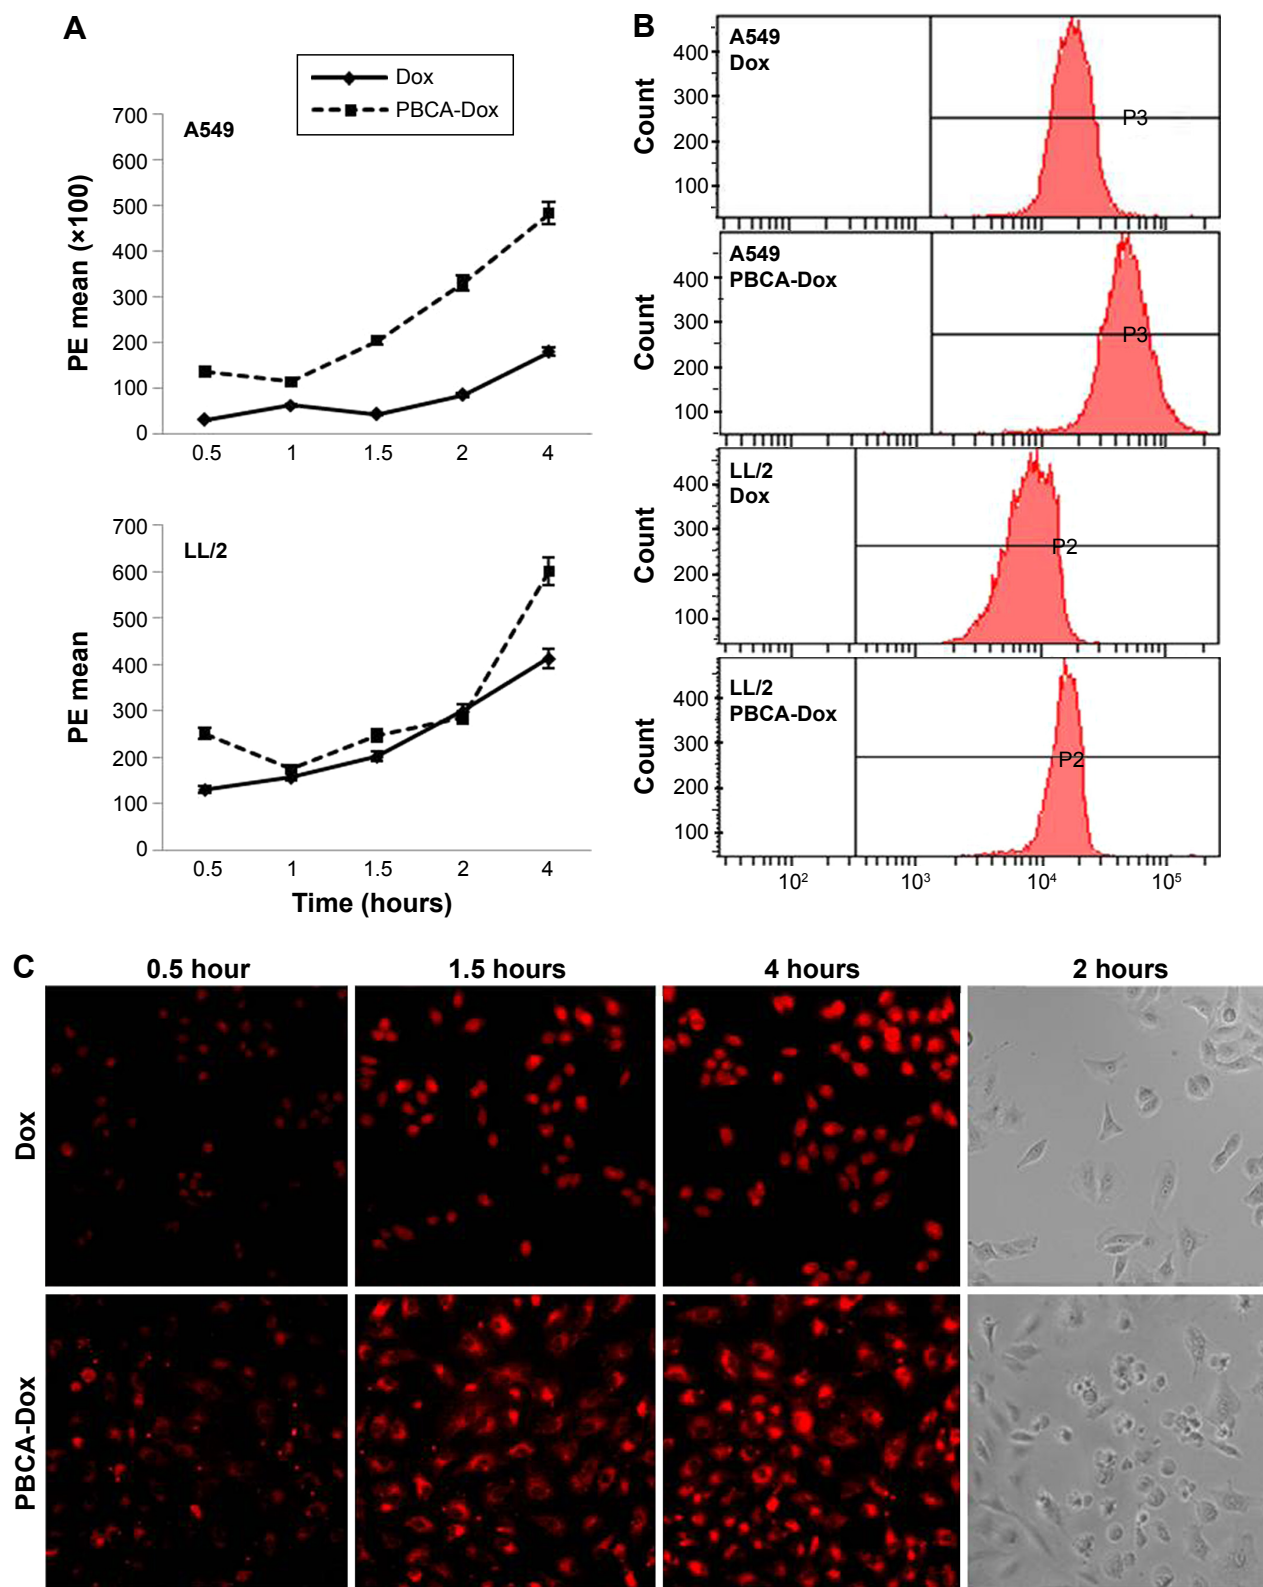 A
Dox
PBCA-Dox
A549
PE mean (×100)
700
600
500
400
300
200
100
0
0.5 1 1.5 2 4
LL/2
PE mean
700
600
500
400
300
200
100
0
0.5 1 1.5 2 4
Time (hours)
B
A549
Dox
Count
400
300
200
100
P3
A549
PBCA-Dox
Count
400
300
200
100
P3
LL/2
Dox
Count
400
300
200
100
P2
LL/2
PBCA-Dox
Count
400
300
200
100
P2
10² 10³ 10⁴ 10⁵
C
0.5 hour 1.5 hours 4 hours 2 hours
Dox
PBCA-Dox